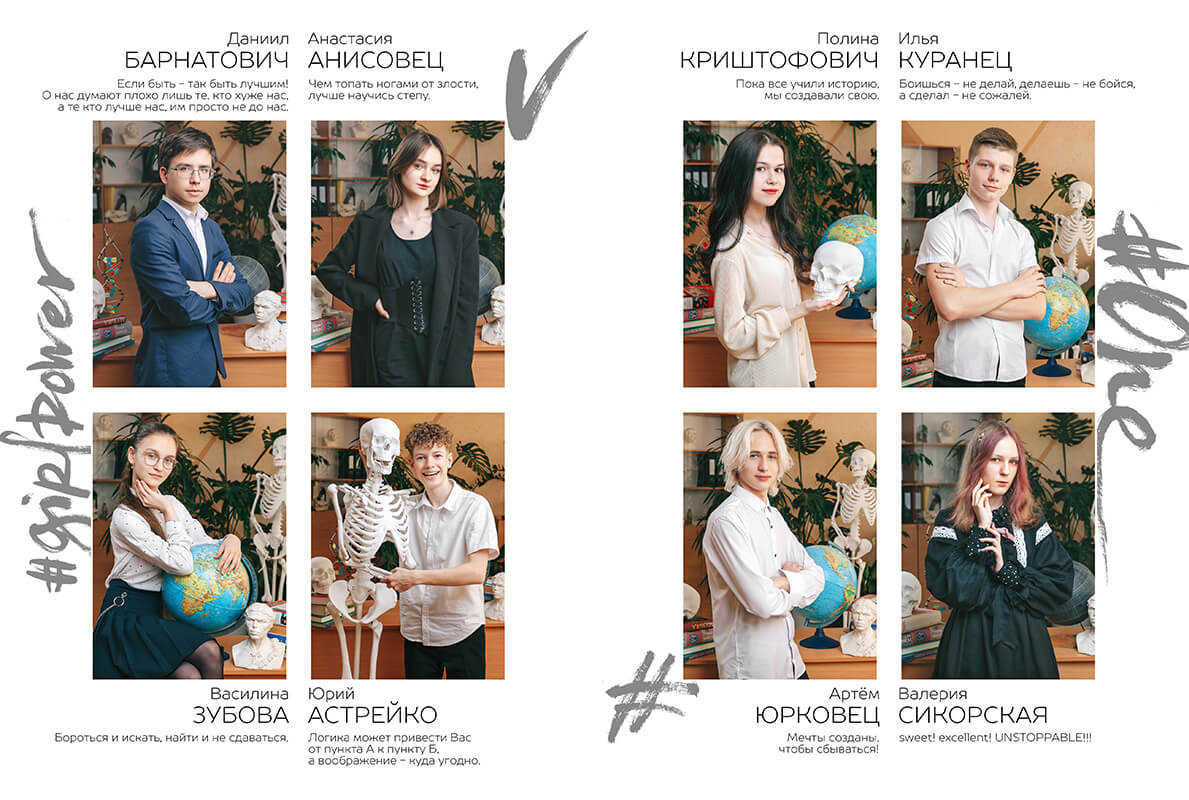 Даниил
БАРНАТОВИЧ
Если быть - так быть лучшим!
О нас думают плохо лишь те, кто хуже нас,
а те кто лучше нас, им просто не до нас.
Анастасия
АНИСОВЕЦ
Чем топать ногами от злости,
лучше научись степу.
Василина
ЗУБОВА
Бороться и искать, найти и не сдаваться.
Юрий
АСТРЕЙКО
Логика может привести Вас
от пункта А к пункту Б,
а воображение - куда угодно.
#girlpower
Полина
КРИШТОФОВИЧ
Пока все учили историю,
мы создавали свою.
Илья
КУРАНЕЦ
Боишься - не делай, делаешь - не бойся,
а сделал - не сожалей.
Артём
ЮРКОВЕЦ
Мечты созданы,
чтобы сбываться!
Валерия
СИКОРСКАЯ
sweet! excellent! UNSTOPPABLE!!!
#One
#